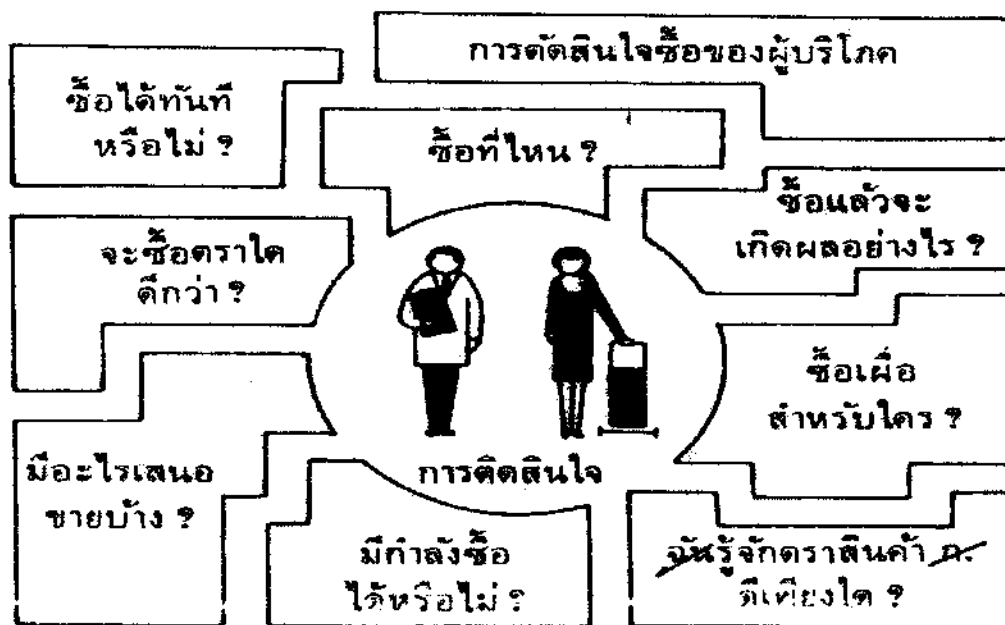 การตัดสินใจซื้อของผู้บริโภค
ซื้อได้ทันที
หรือไม่ ?
ซื้อที่ไหน ?
ซื้อแล้วจะ
เกิดผลอย่างไร ?
จะซื้อตราใด
ดีกว่า ?
ซื้อเผื่อ
สำหรับใคร ?
การตัดสินใจ
มีอะไรเสนอ
ขายบ้าง ?
มีกำลังซื้อ
ได้หรือไม่ ?
ฉันรู้จักตราสินค้า ก.
ดีเพียงใด ?